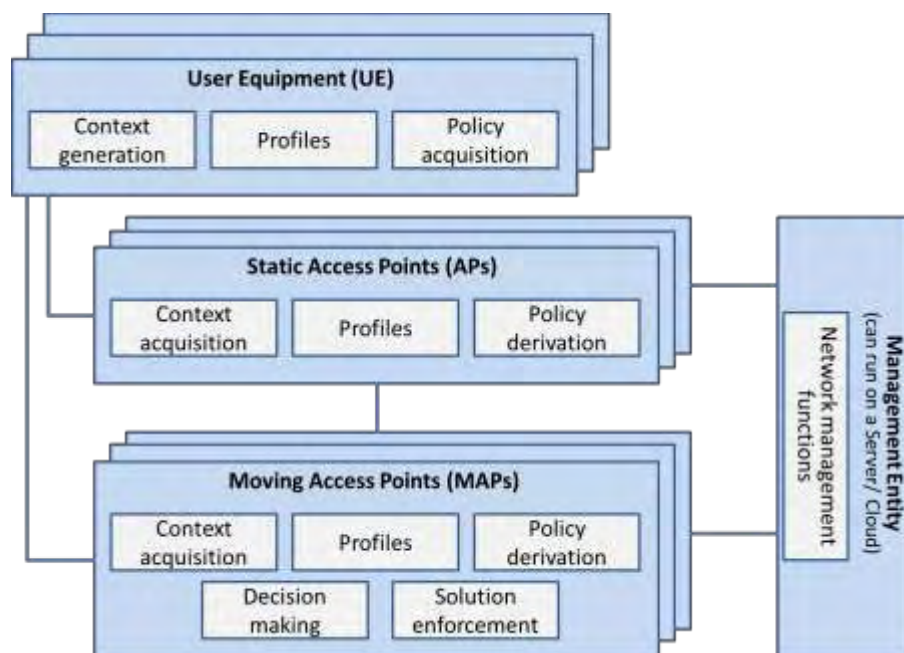 User Equipment (UE)
Context
generation
Profiles
Policy
acquisition
Static Access Points (APs)
Context
acquisition
Profiles
Policy
derivation
Moving Access Points (MAPs)
Context
acquisition
Profiles
Policy
derivation
Decision
making
Solution
enforcement
Management Entity
(can run on a Server/ Cloud)
Network management
functions